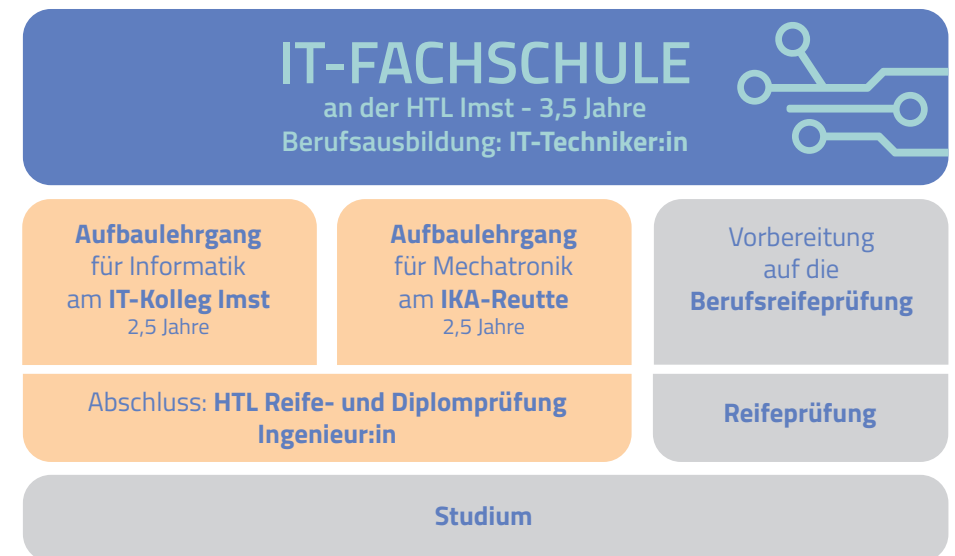 IT-FACHSCHULE
an der HTL Imst - 3,5 Jahre
Berufsausbildung: IT-Techniker:in
Aufbaulehrgang
für Informatik
am IT-Kolleg Imst
2,5 Jahre
Aufbaulehrgang
für Mechatronik
am IKA-Reutte
2,5 Jahre
Vorbereitung
auf die
Berufsreifeprüfung
Abschluss: HTL Reife- und Diplomprüfung
Ingenieur:in
Reifeprüfung
Studium